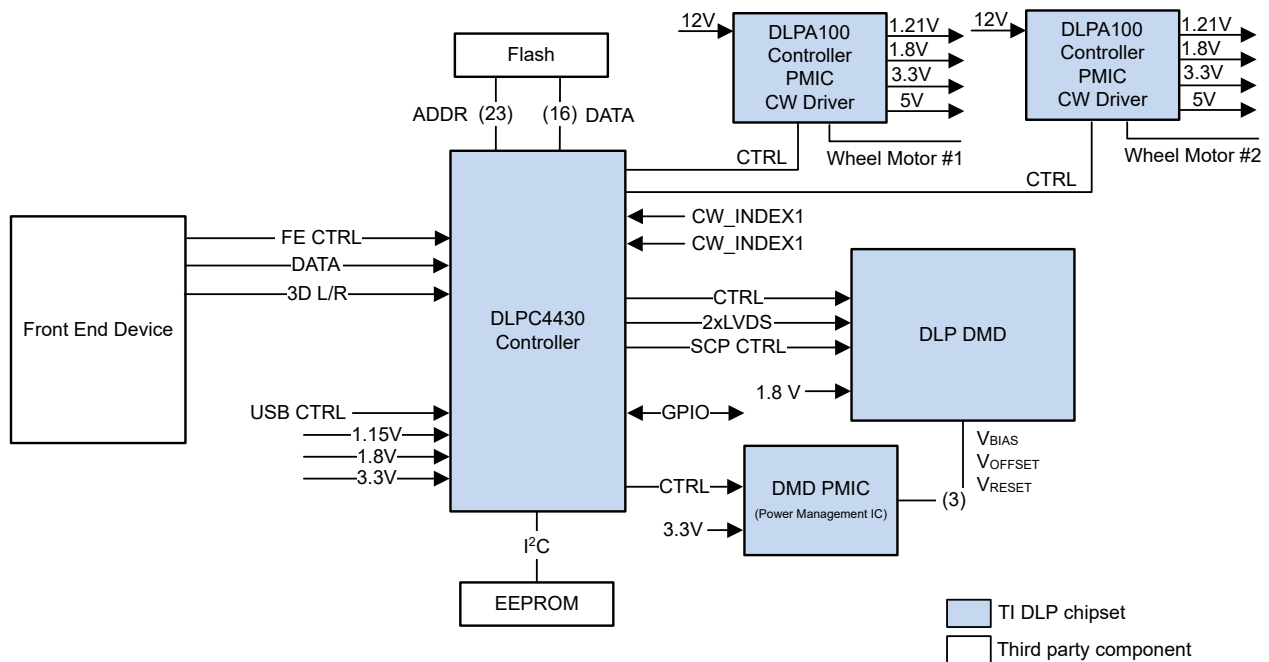 12V
DLPA100
Controller
PMIC
CW Driver
1.21V
1.8V
3.3V
5V
12V
DLPA100
Controller
PMIC
CW Driver
1.21V
1.8V
3.3V
5V
Flash
ADDR (23) (16) DATA
CTRL
Wheel Motor #1
CTRL
Wheel Motor #2
Front End Device
FE CTRL
DATA
3D L/R
USB CTRL
1.15V
1.8V
3.3V
DLPC4430
Controller
CW_INDEX1
CW_INDEX1
CTRL
2xLVDS
SCP CTRL
1.8 V
DLP DMD
GPIO
CTRL
3.3V
DMD PMIC
(Power Management IC)
(3)
VBIAS
VOFFSET
VRESET
I²C
EEPROM
TI DLP chipset
Third party component